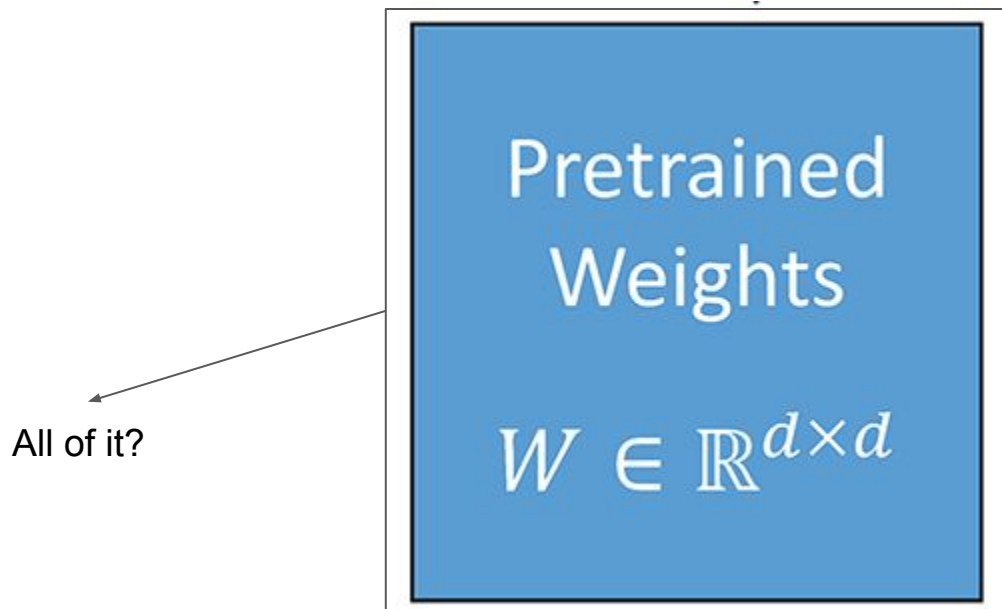 Pretrained
Weights
All of it?
W ∈ ℝ^{d×d}